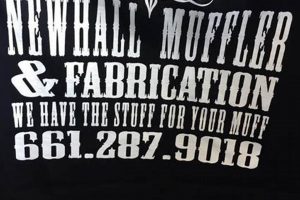 NEWHALL MUFFLER
& FABRICATION
WE HAVE THE STUFF FOR YOUR MUFF
661.287.9018